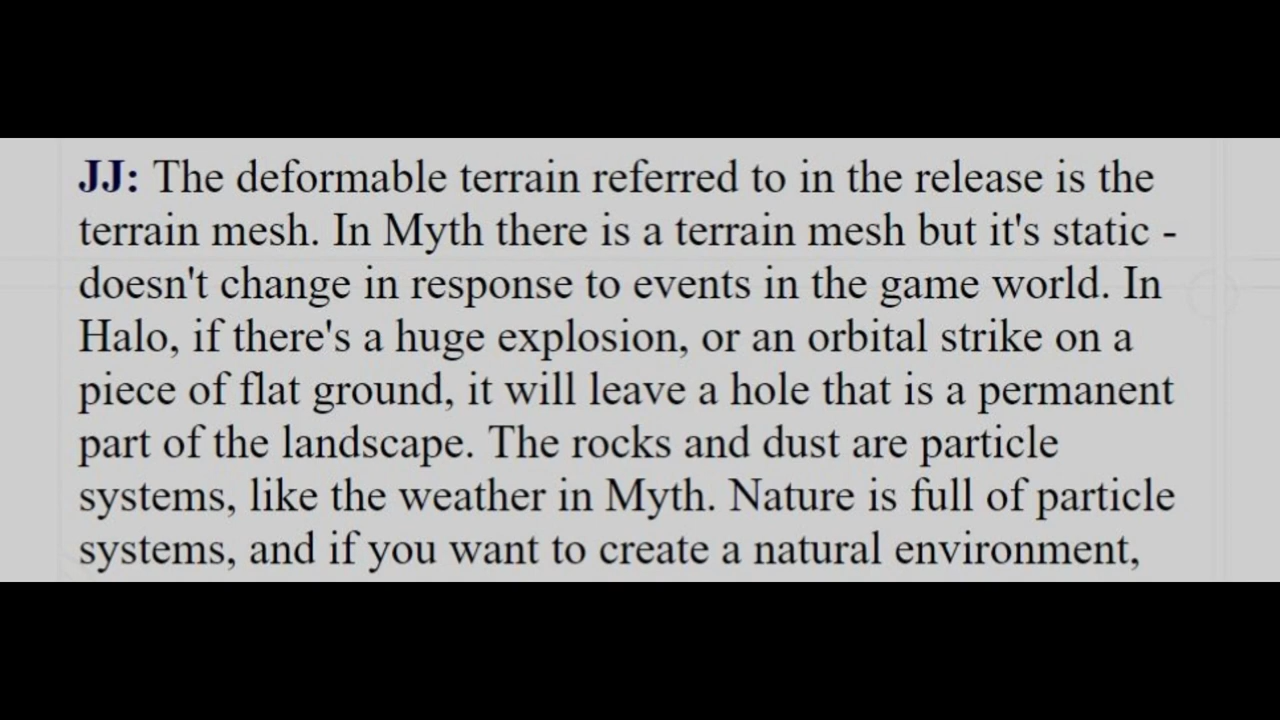 JJ: The deformable terrain referred to in the release is the
terrain mesh. In Myth there is a terrain mesh but it's static -
doesn't change in response to events in the game world. In
Halo, if there's a huge explosion, or an orbital strike on a
piece of flat ground, it will leave a hole that is a permanent
part of the landscape. The rocks and dust are particle
systems, like the weather in Myth. Nature is full of particle
systems, and if you want to create a natural environment,